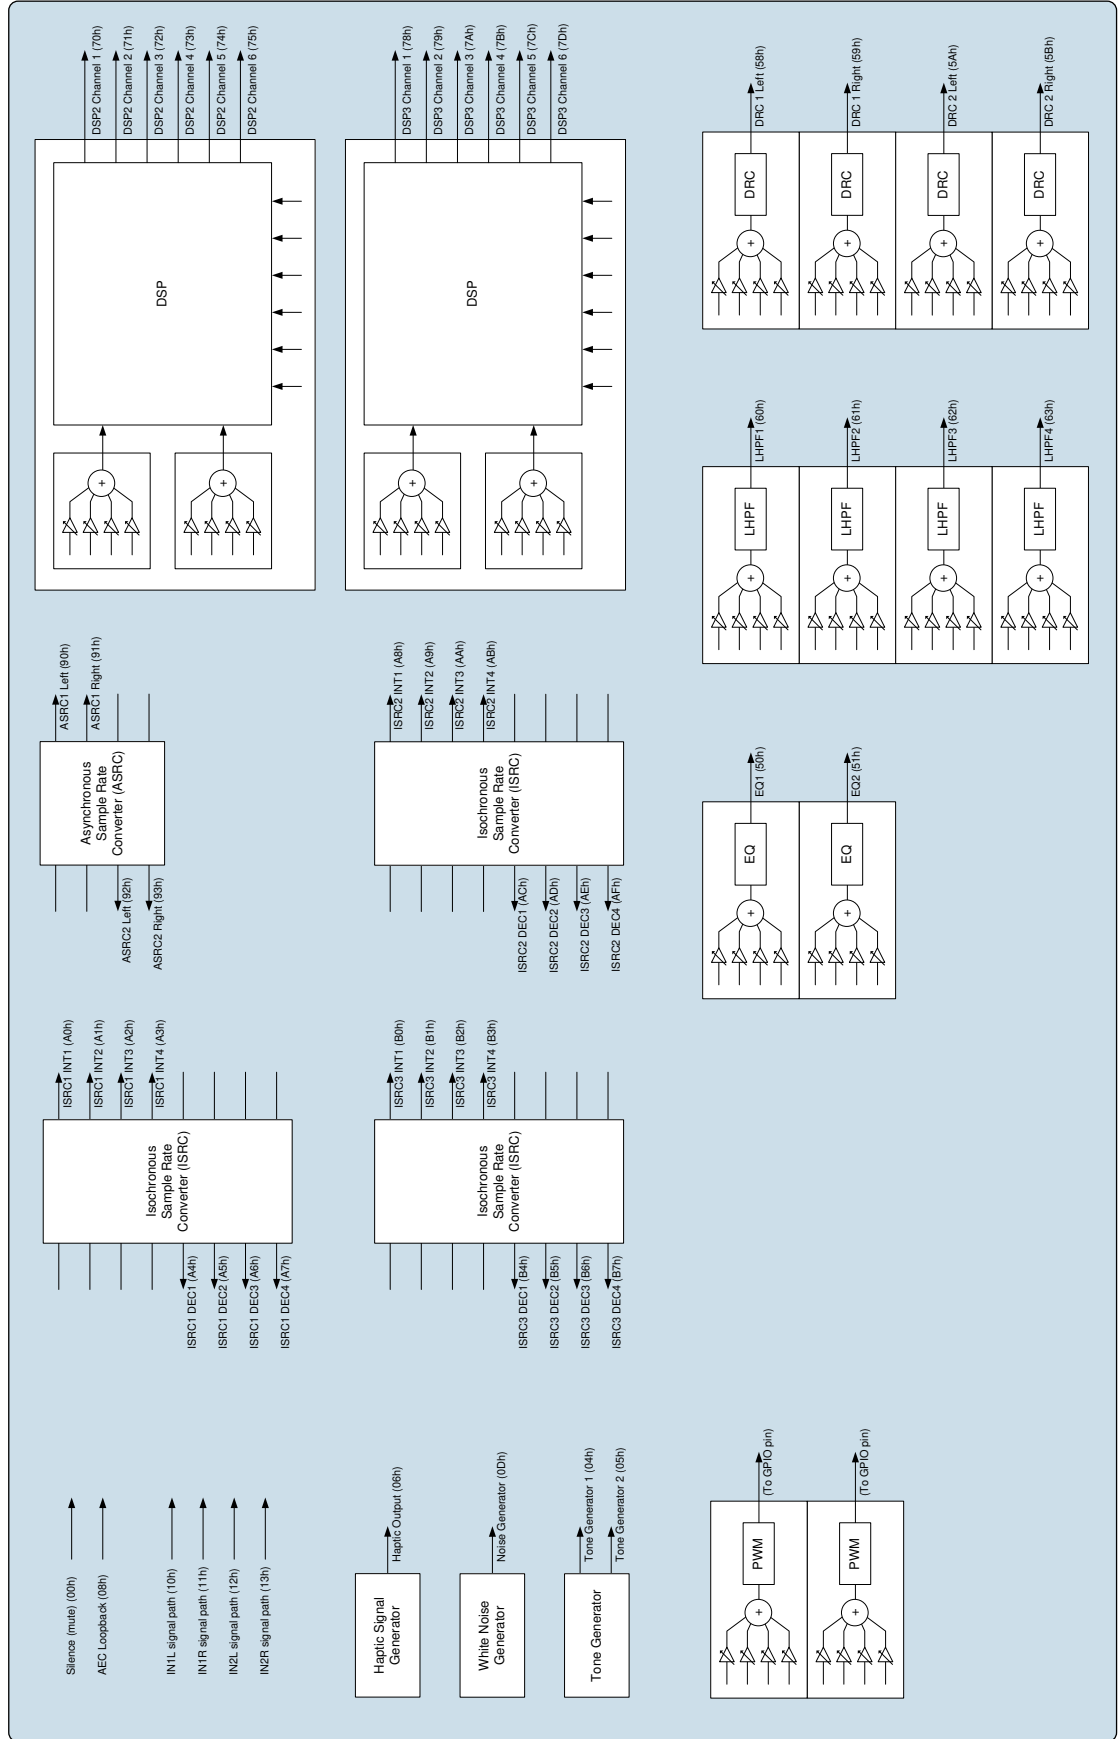 Silence (mute) (00h)
AEC Loopback (08h)
IN1L signal path (10h)
IN1R signal path (11h)
IN2L signal path (12h)
IN2R signal path (13h)
Isochronous
Sample Rate
Converter (ISRC)
ISRC1 INT1 (A0h)
ISRC1 INT2 (A1h)
ISRC1 INT3 (A2h)
ISRC1 INT4 (A3h)
ISRC1 DEC1 (A4h)
ISRC1 DEC2 (A5h)
ISRC1 DEC3 (A6h)
ISRC1 DEC4 (A7h)
Asynchronous
Sample Rate
Converter (ASRC)
ASRC1 Left (90h)
ASRC1 Right (91h)
ASRC2 Left (92h)
ASRC2 Right (93h)
+
+
DSP
DSP2 Channel 1 (70h)
DSP2 Channel 2 (71h)
DSP2 Channel 3 (72h)
DSP2 Channel 4 (73h)
DSP2 Channel 5 (74h)
DSP2 Channel 6 (75h)
Haptic Signal
Generator
Haptic Output (06h)
White Noise
Generator
Noise Generator (0Dh)
Tone Generator
Tone Generator 1 (04h)
Tone Generator 2 (05h)
Isochronous
Sample Rate
Converter (ISRC)
ISRC3 INT1 (B0h)
ISRC3 INT2 (B1h)
ISRC3 INT3 (B2h)
ISRC3 INT4 (B3h)
ISRC3 DEC1 (B4h)
ISRC3 DEC2 (B5h)
ISRC3 DEC3 (B6h)
ISRC3 DEC4 (B7h)
Isochronous
Sample Rate
Converter (ISRC)
ISRC2 INT1 (A8h)
ISRC2 INT2 (A9h)
ISRC2 INT3 (AAh)
ISRC2 INT4 (ABh)
ISRC2 DEC1 (ACh)
ISRC2 DEC2 (ADh)
ISRC2 DEC3 (AEh)
ISRC2 DEC4 (AFh)
+
+
DSP
DSP3 Channel 1 (78h)
DSP3 Channel 2 (79h)
DSP3 Channel 3 (7Ah)
DSP3 Channel 4 (7Bh)
DSP3 Channel 5 (7Ch)
DSP3 Channel 6 (7Dh)
+
PWM
(To GPIO pin)
+
PWM
(To GPIO pin)
+
EQ
EQ1 (50h)
+
EQ
EQ2 (51h)
+
LHPF
LHPF1 (60h)
+
LHPF
LHPF2 (61h)
+
LHPF
LHPF3 (62h)
+
LHPF
LHPF4 (63h)
+
DRC
DRC 1 Left (58h)
+
DRC
DRC 1 Right (59h)
+
DRC
DRC 2 Left (5Ah)
+
DRC
DRC 2 Right (5Bh)